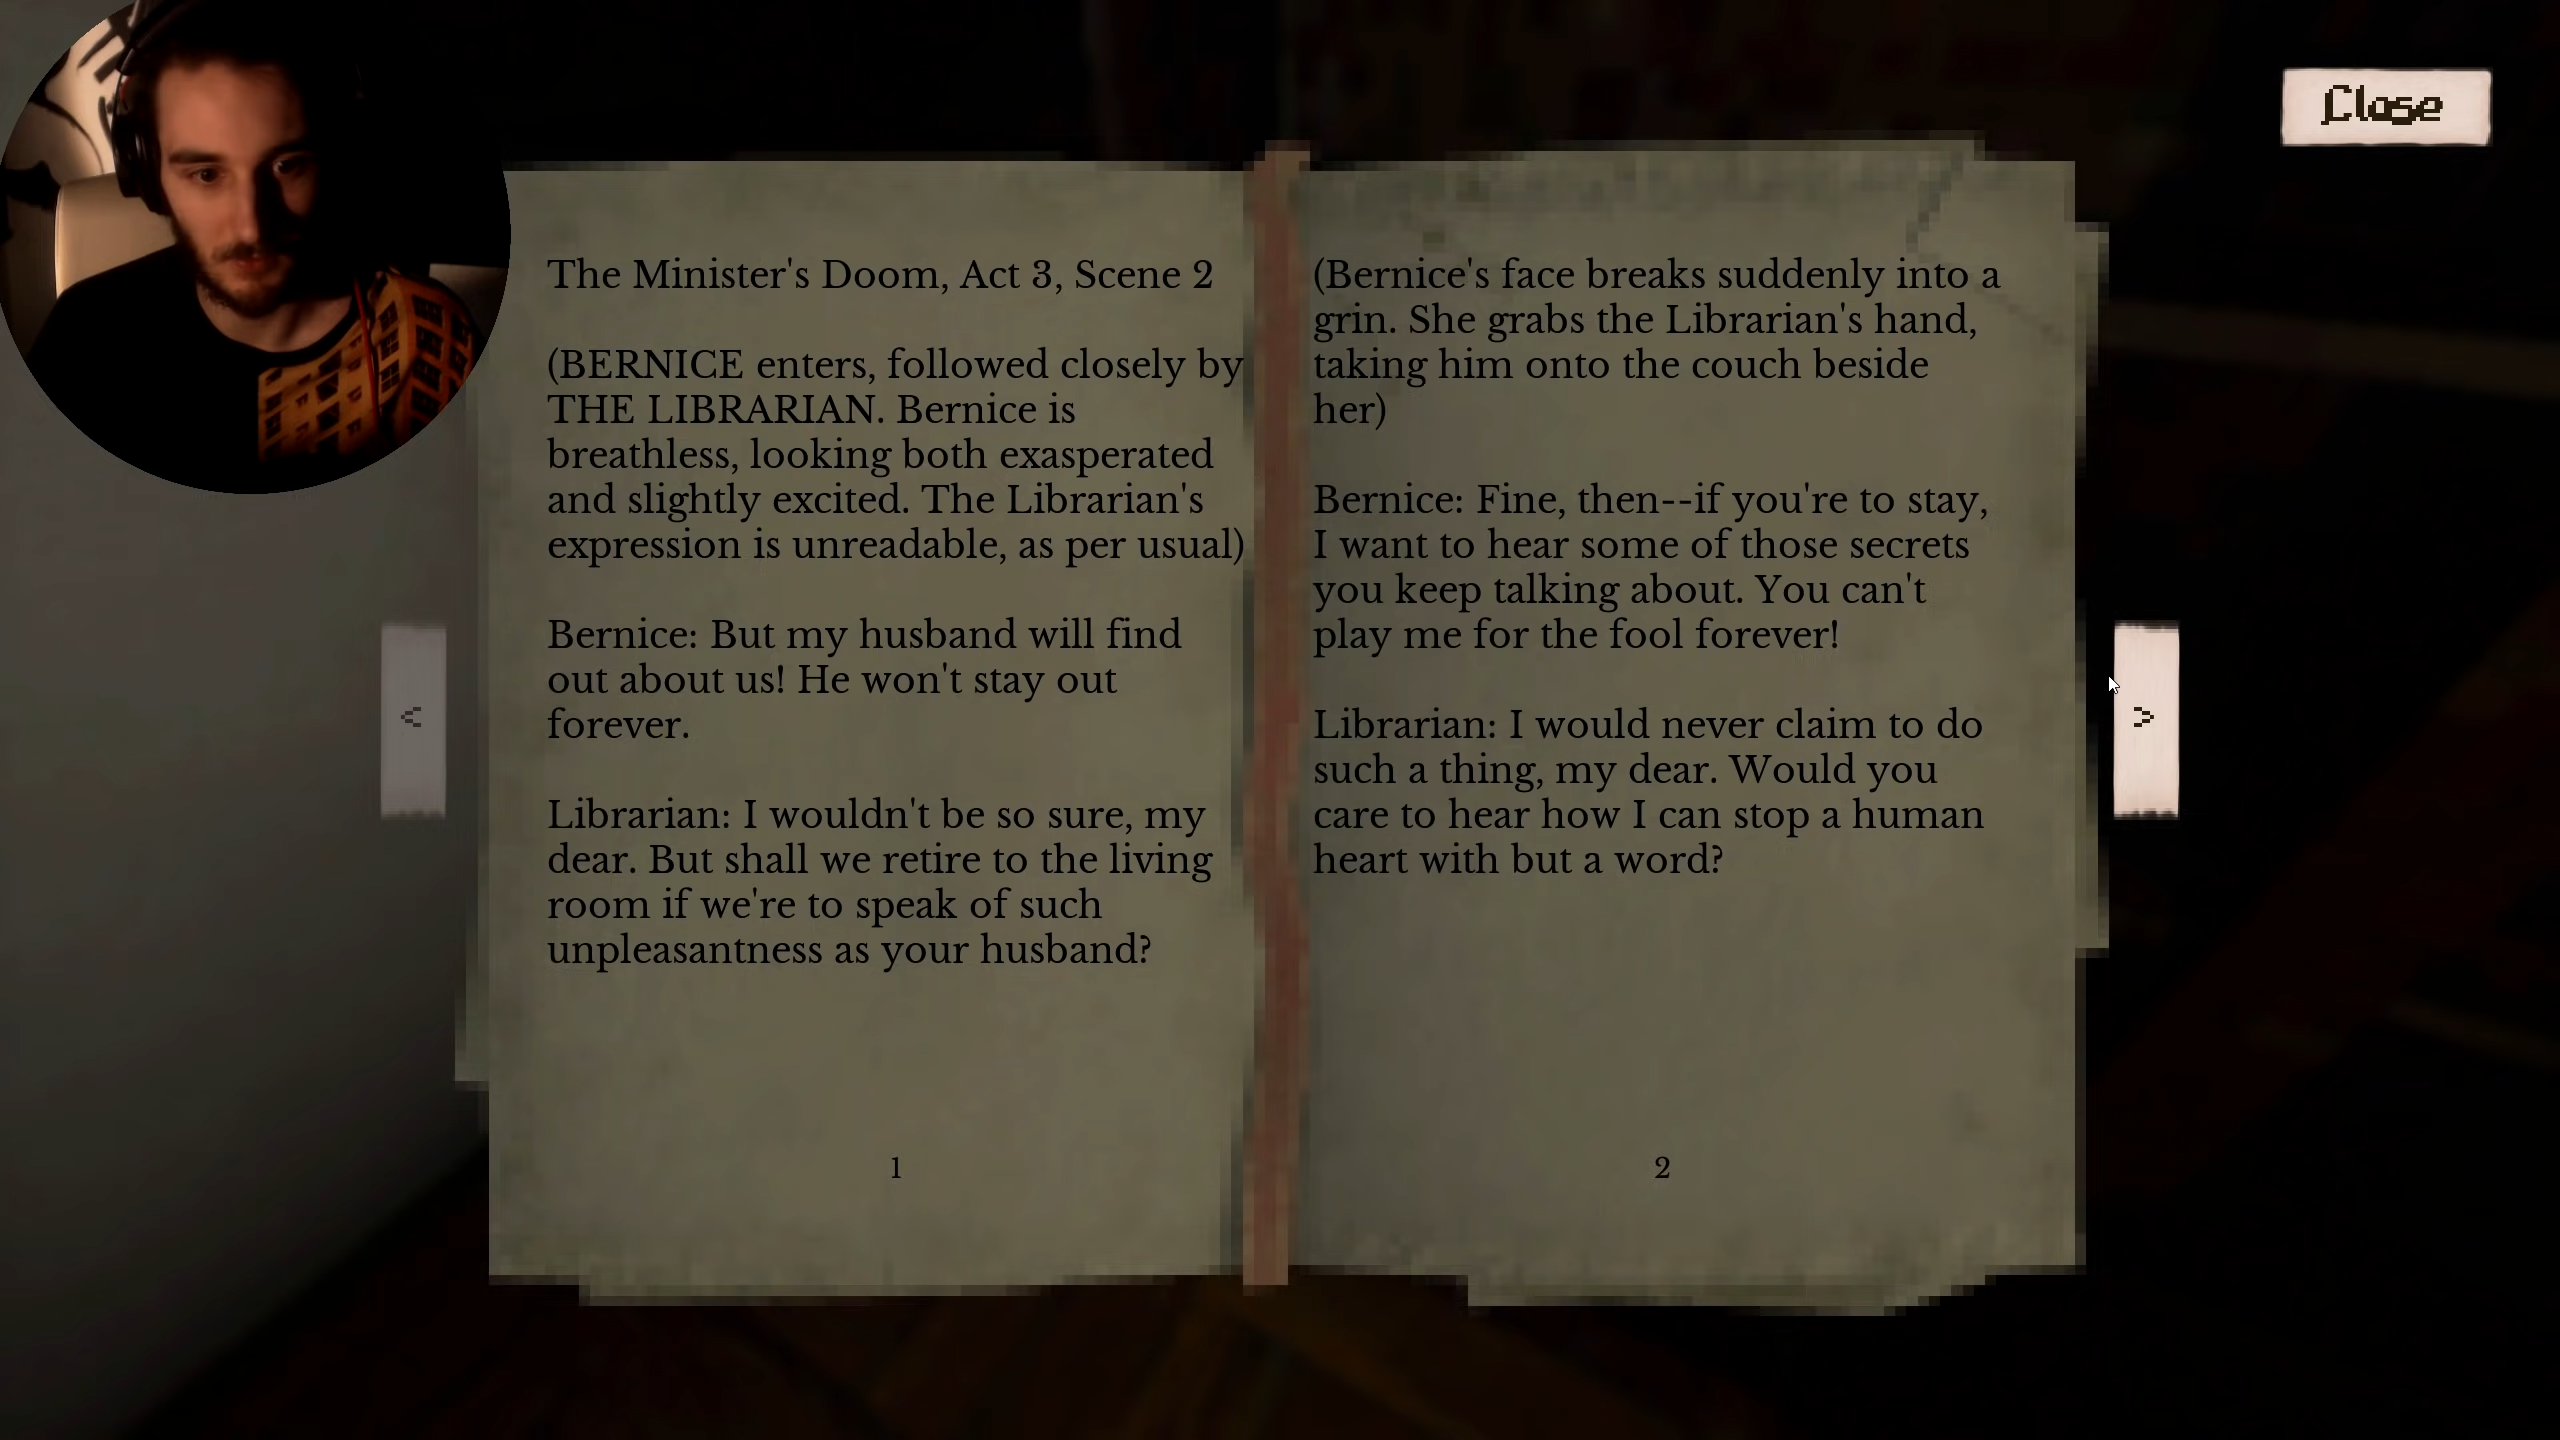 Close
The Minister's Doom, Act 3, Scene 2
(BERNICE enters, followed closely by
THE LIBRARIAN. Bernice is
breathless, looking both exasperated
and slightly excited. The Librarian's
expression is unreadable, as per usual)
Bernice: But my husband will find
out about us! He won't stay out
forever.
Librarian: I wouldn't be so sure, my
dear. But shall we retire to the living
room if we're to speak of such
unpleasantness as your husband?
1
(Bernice's face breaks suddenly into a
grin. She grabs the Librarian's hand,
taking him onto the couch beside
her)
Bernice: Fine, then--if you're to stay,
I want to hear some of those secrets
you keep talking about. You can't
play me for the fool forever!
Librarian: I would never claim to do
such a thing, my dear. Would you
care to hear how I can stop a human
heart with but a word?
2
<
>